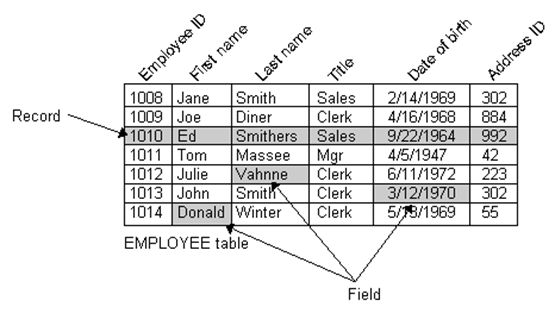 Employee ID First name Last name Title Date of birth Address ID
1008 Jane Smith Sales 2/14/1969 302
1009 Joe Diner Clerk 4/16/1968 884
Record
1010 Ed Smithers Sales 9/22/1964 992
1011 Tom Massee Mgr 4/5/1947 42
1012 Julie Vahnne Clerk 6/11/1972 223
1013 John Smith Clerk 3/12/1970 302
1014 Donald Winter Clerk 5/18/1969 55
EMPLOYEE table
Field